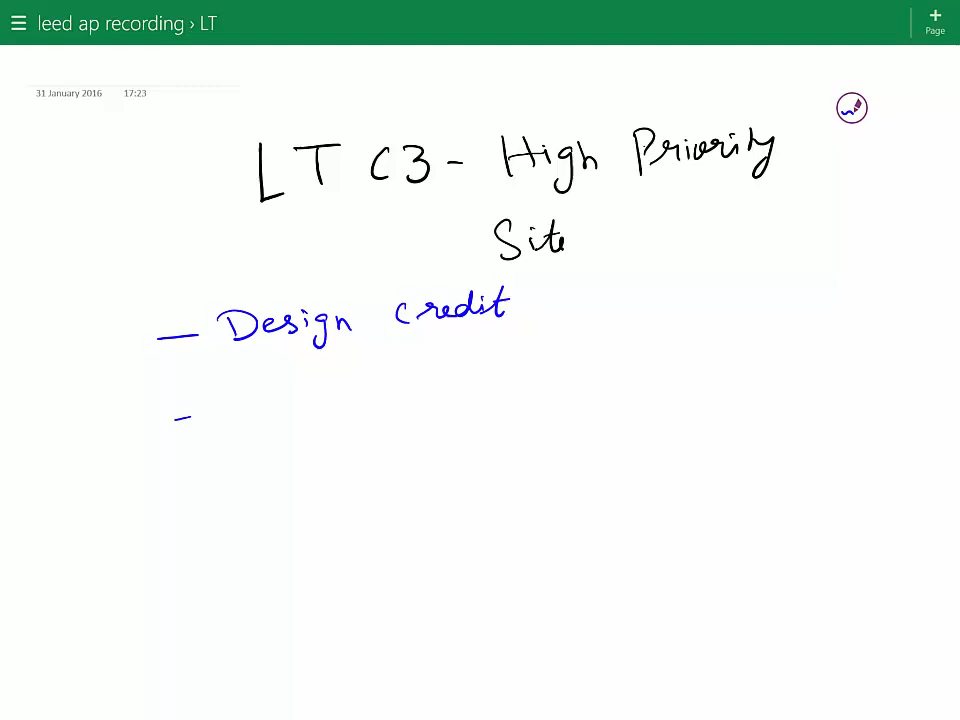 leed ap recording › LT
+
Page
31 January 2016 17:23
LT C3 - High Priority
Site
— Design credit
-